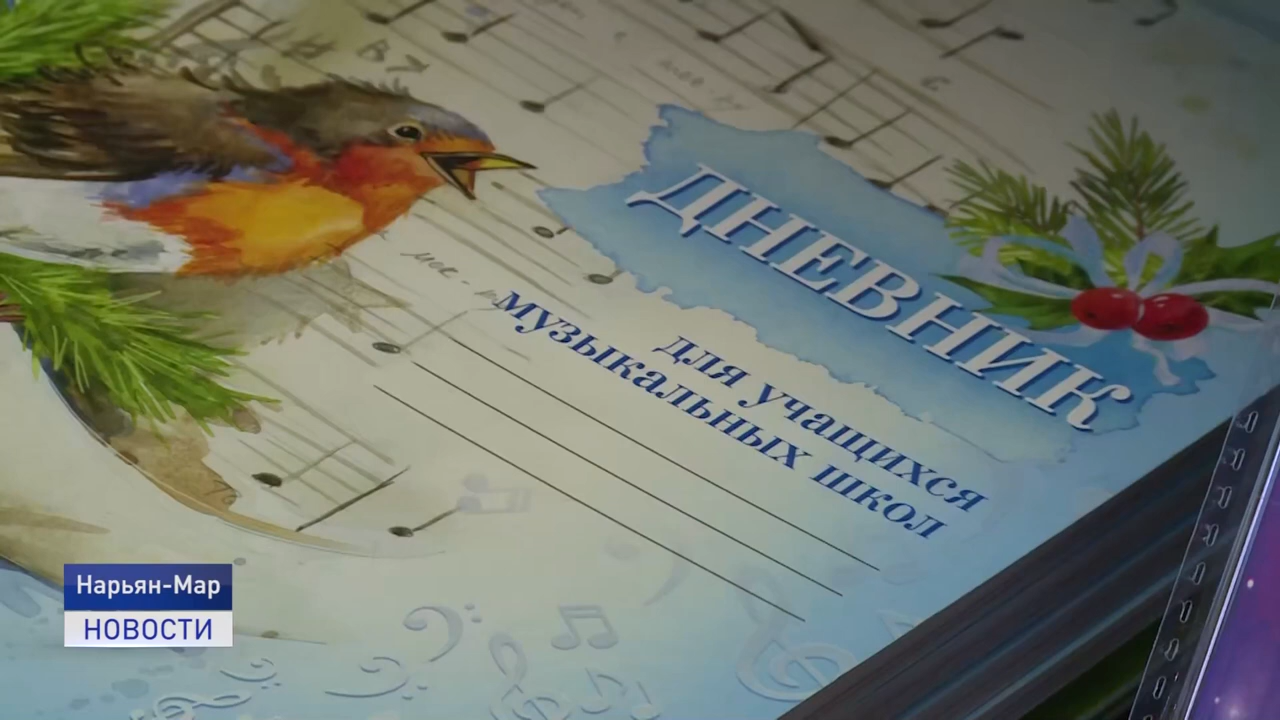 ДНЕВНИК
для учащихся
музыкальных школ
Нарьян-Мар
НОВОСТИ